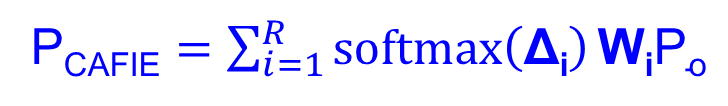 P_CAFIE = ∑_{i=1}^{R} softmax(Δ_i) W_i P_o